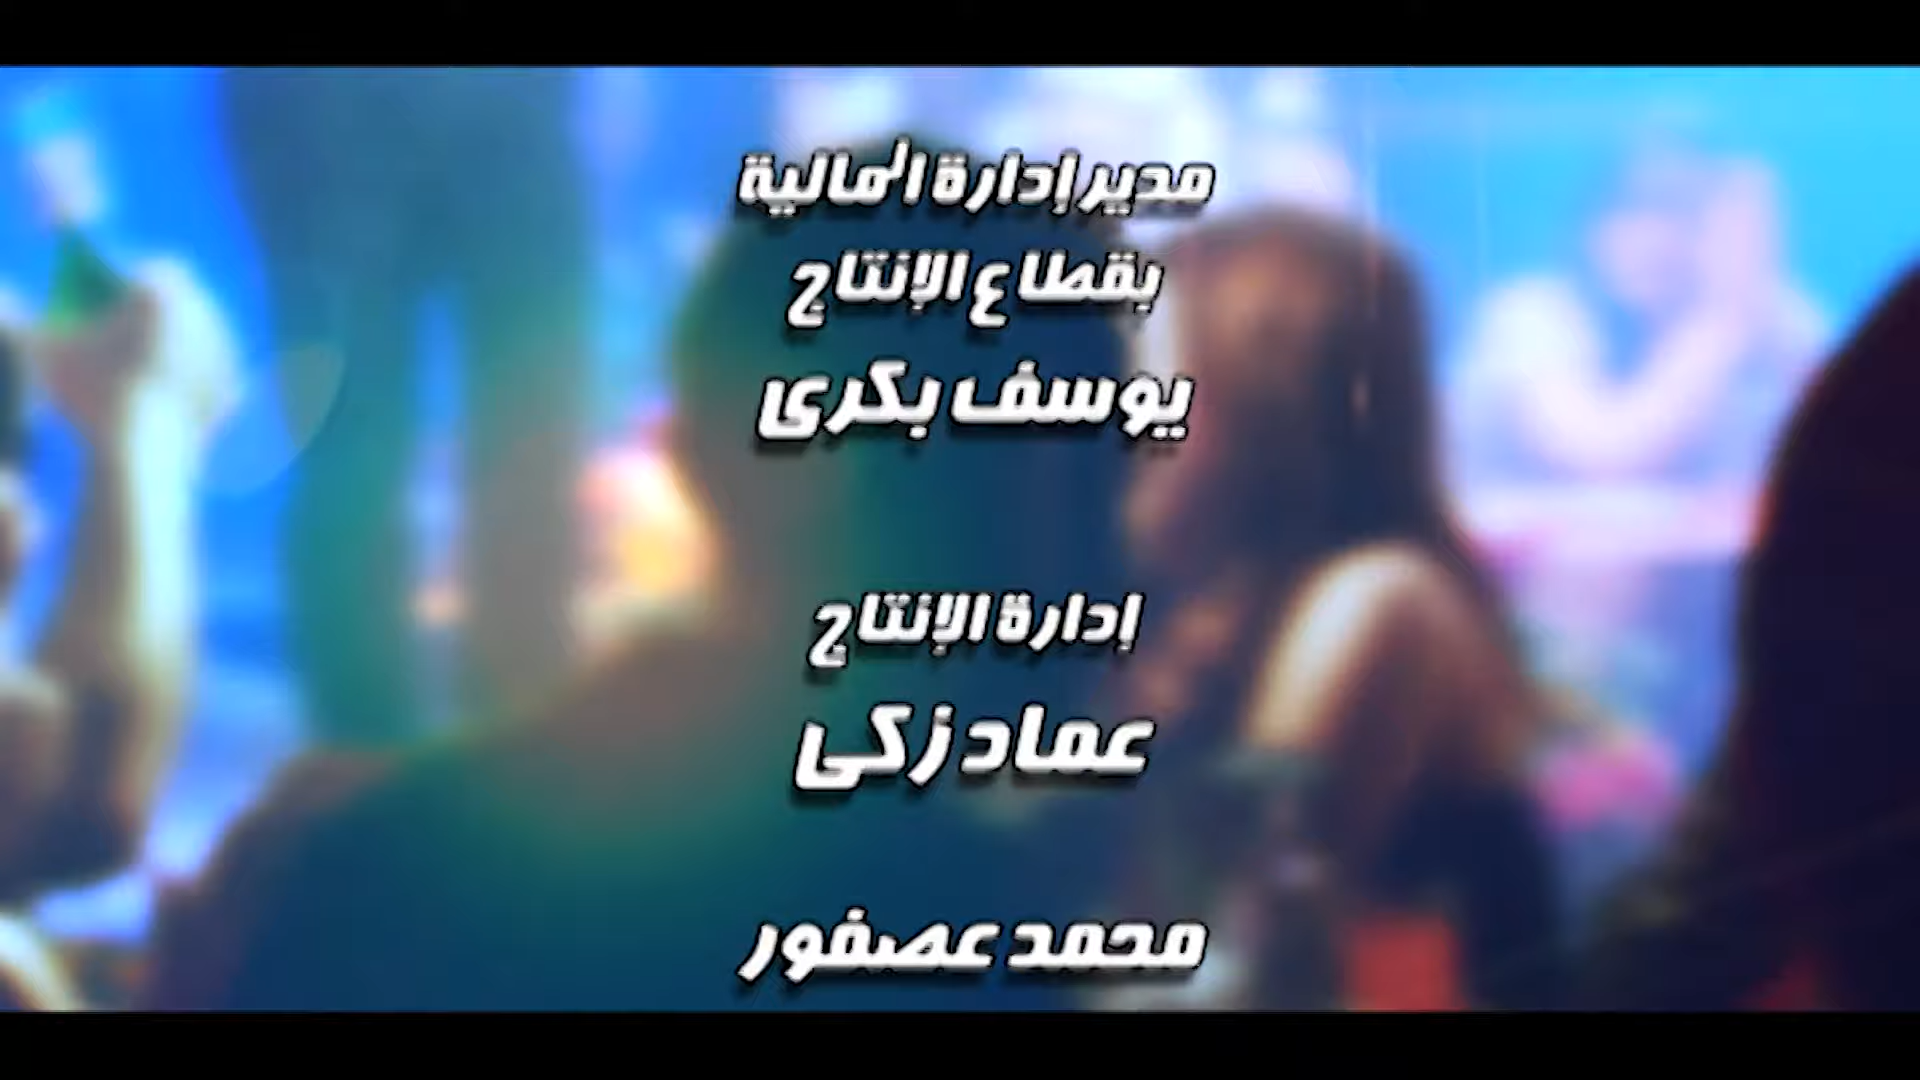 مدير إدارة المالية
بقطاع الإنتاج
يوسف بكرى
إدارة الإنتاج
عماد زكى
محمد عصفور